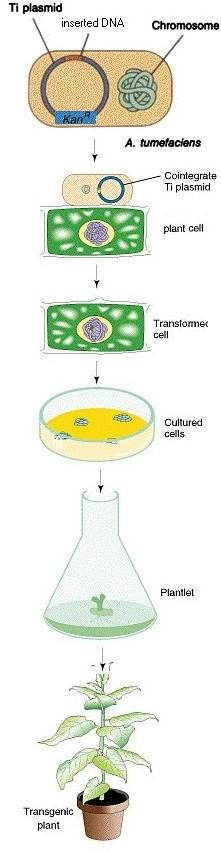 Ti plasmid
inserted DNA
Chromosome
Kan R
A. tumefaciens
Cointegrate
Ti plasmid
plant cell
Transformed
cell
Cultured
cells
Plantlet
Transgenic
plant